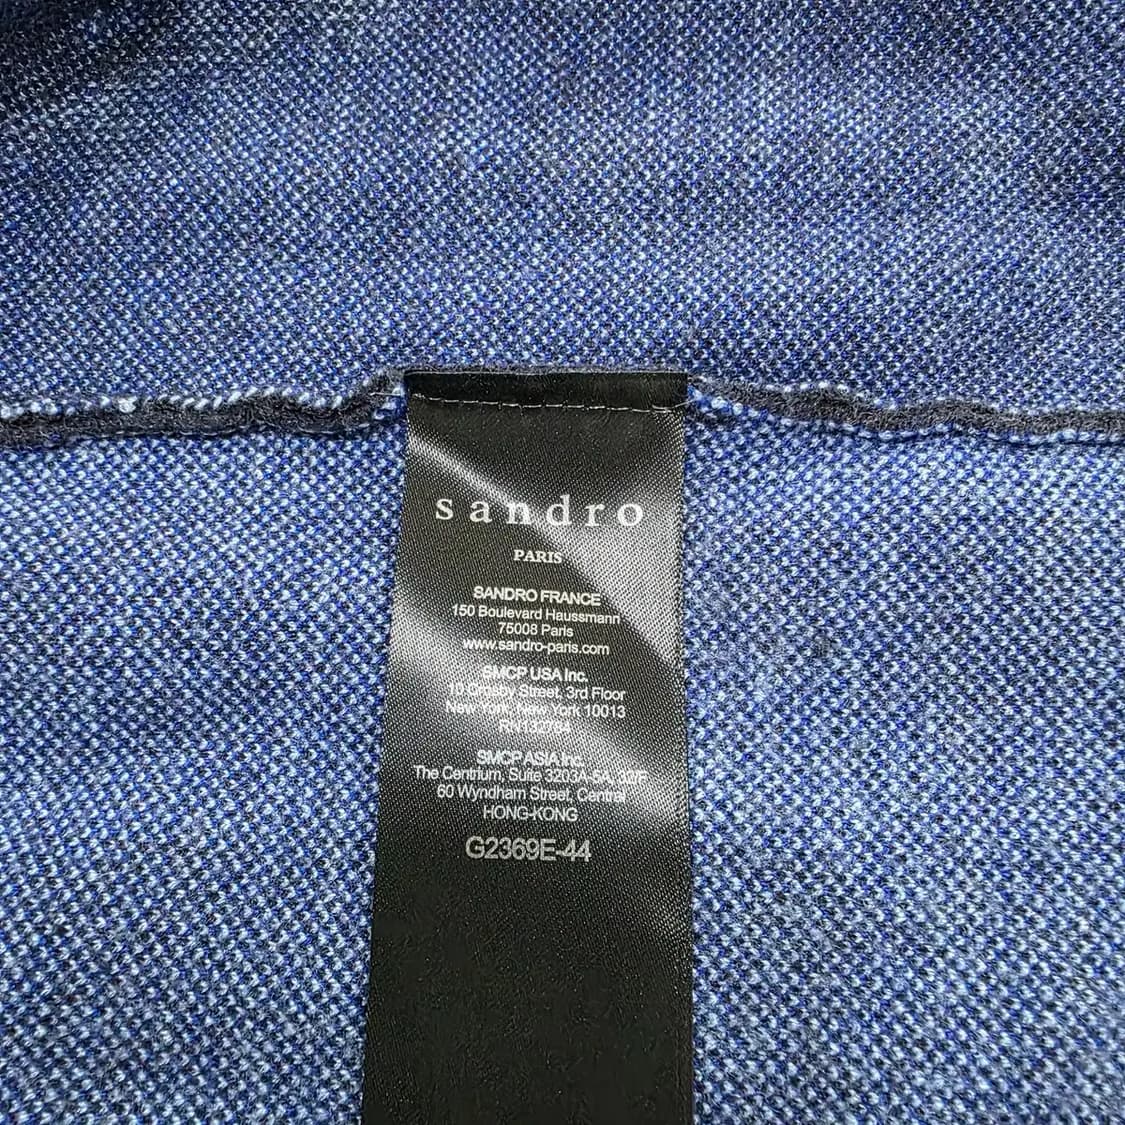 sandro
PARIS
SANDRO FRANCE
150 Boulevard Haussmann
75008 Paris
www.sandro-paris.com
SMCP USA Inc.
10 Crosby Street, 3rd Floor
New York, New York 10013
RN132784
SMCP ASIA Inc.
The Centrium, Suite 3203A-5A, 32/F
60 Wyndham Street, Central
HONG-KONG
G2369E-44